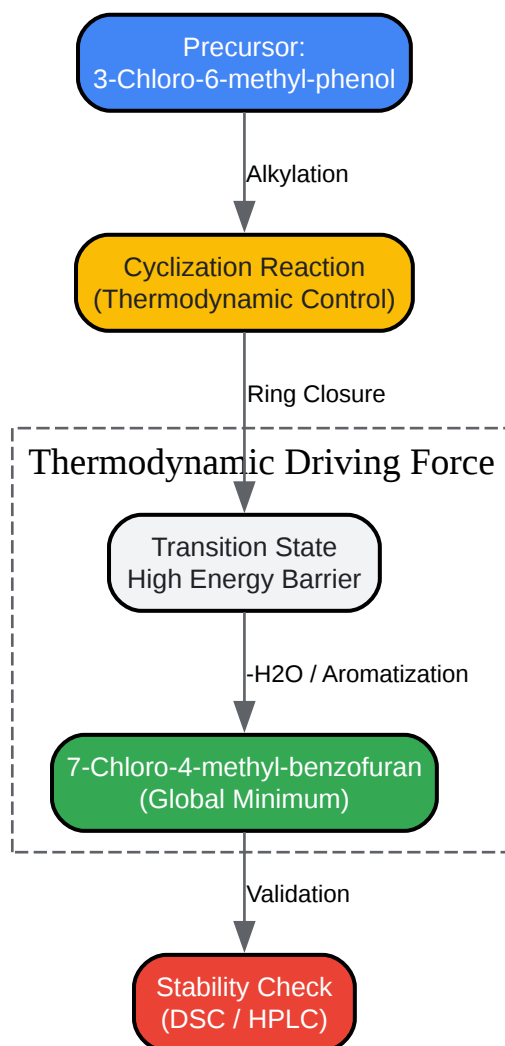 Precursor:
3-Chloro-6-methyl-phenol
Alkylation
Cyclization Reaction
(Thermodynamic Control)
Ring Closure
Thermodynamic Driving Force
Transition State
High Energy Barrier
-H2O / Aromatization
7-Chloro-4-methyl-benzofuran
(Global Minimum)
Validation
Stability Check
(DSC / HPLC)